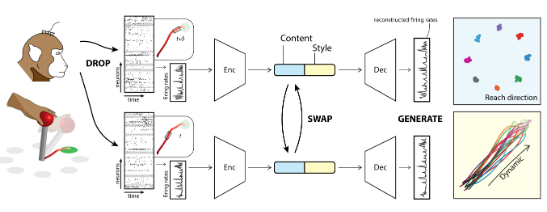 DROP
neurons
time
firing rates
t+δ
Enc
Content
Style
Dec
reconstructed firing rates
Reach direction
SWAP
GENERATE
neurons
time
firing rates
t
Enc
Dec
Dynamic